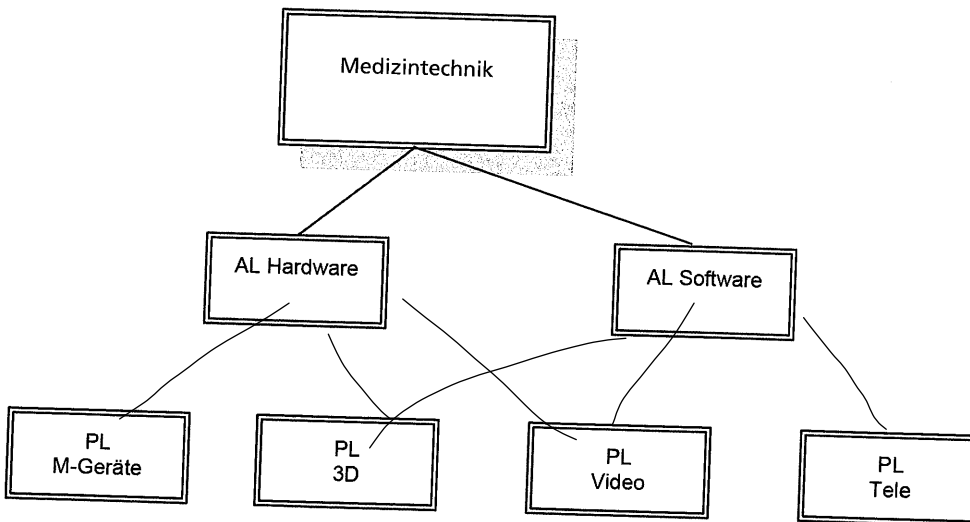 Medizintechnik
AL Hardware
AL Software
PL
M-Geräte
PL
3D
PL
Video
PL
Tele